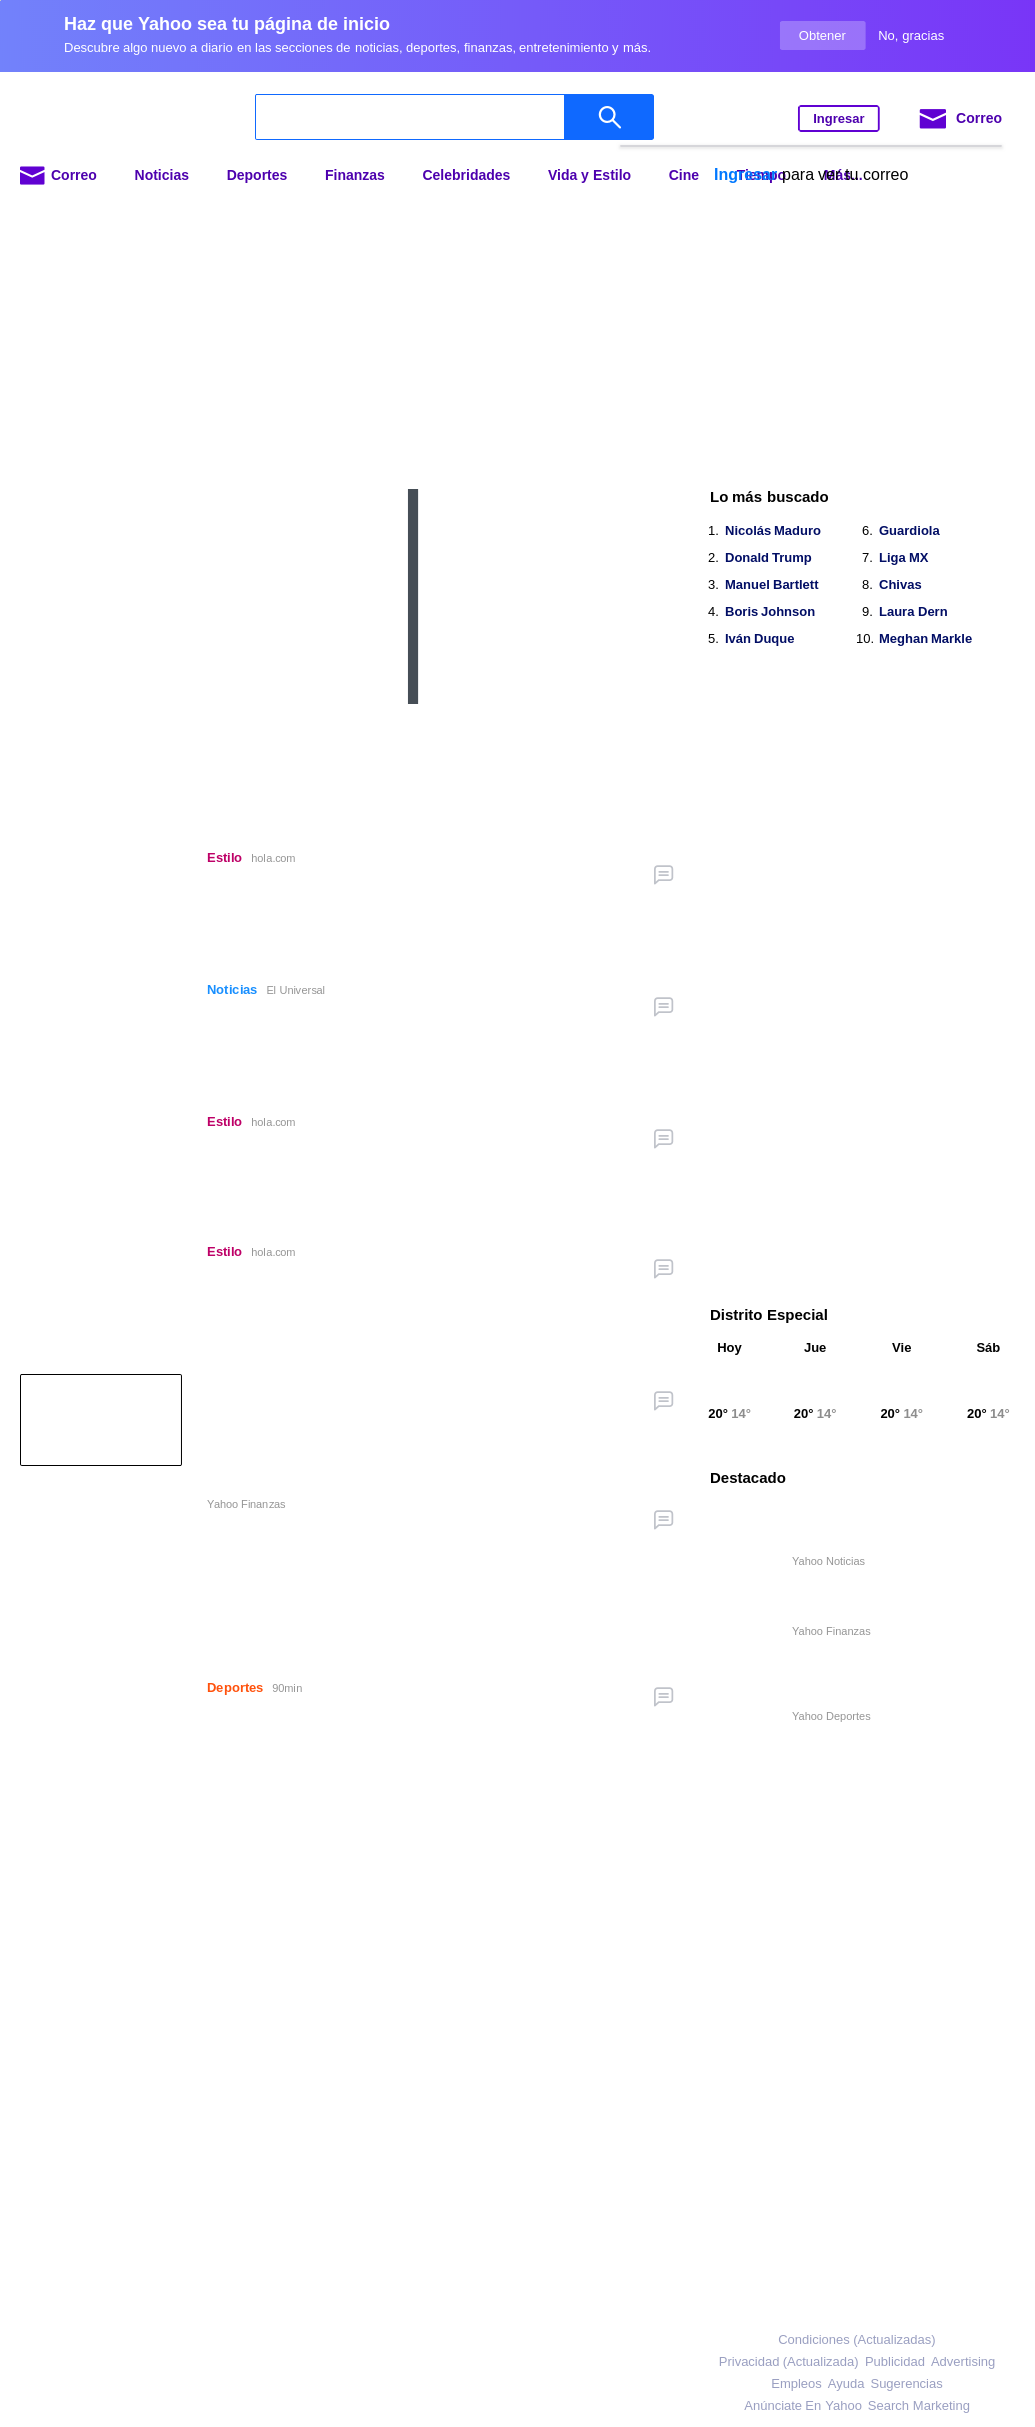 Haz que Yahoo sea tu página de inicio
Descubre algo nuevo a diario en las secciones de noticias, deportes, finanzas, entretenimiento y más.
Obtener No, gracias
Ingresar Correo
Correo Noticias Deportes Finanzas Celebridades Vida y Estilo Cine Tiempo Más...
Ingresar para ver tu correo
Lo más buscado
1. Nicolás Maduro
2. Donald Trump
3. Manuel Bartlett
4. Boris Johnson
5. Iván Duque
6. Guardiola
7. Liga MX
8. Chivas
9. Laura Dern
10. Meghan Markle
Estilo hola.com
Noticias El Universal
Estilo hola.com
Estilo hola.com
Yahoo Finanzas
Deportes 90min
Distrito Especial
Hoy Jue Vie Sáb
20° 14° 20° 14° 20° 14° 20° 14°
Destacado
Yahoo Noticias
Yahoo Finanzas
Yahoo Deportes
Condiciones (Actualizadas)
Privacidad (Actualizada) Publicidad Advertising
Empleos Ayuda Sugerencias
Anúnciate En Yahoo Search Marketing